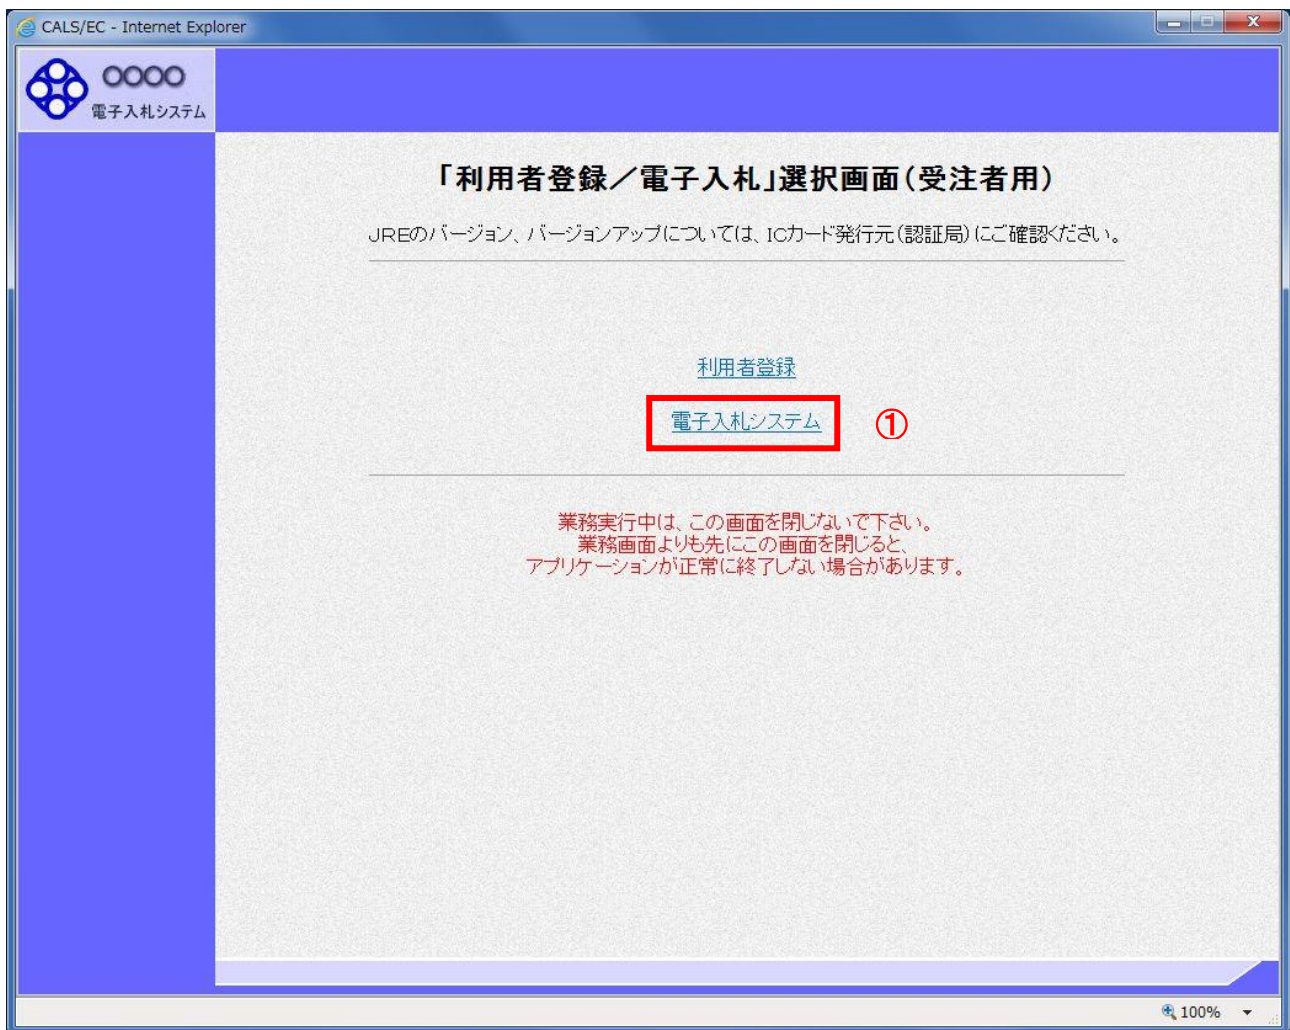 CALS/EC - Internet Explorer
○○○○
電子入札システム
「利用者登録／電子入札」選択画面（受注者用）
JREのバージョン、バージョンアップについては、ICカード発行元（認証局）にご確認ください。
利用者登録
電子入札システム ①
業務実行中は、この画面を閉じないで下さい。
業務画面よりも先にこの画面を閉じると、
アプリケーションが正常に終了しない場合があります。
100%